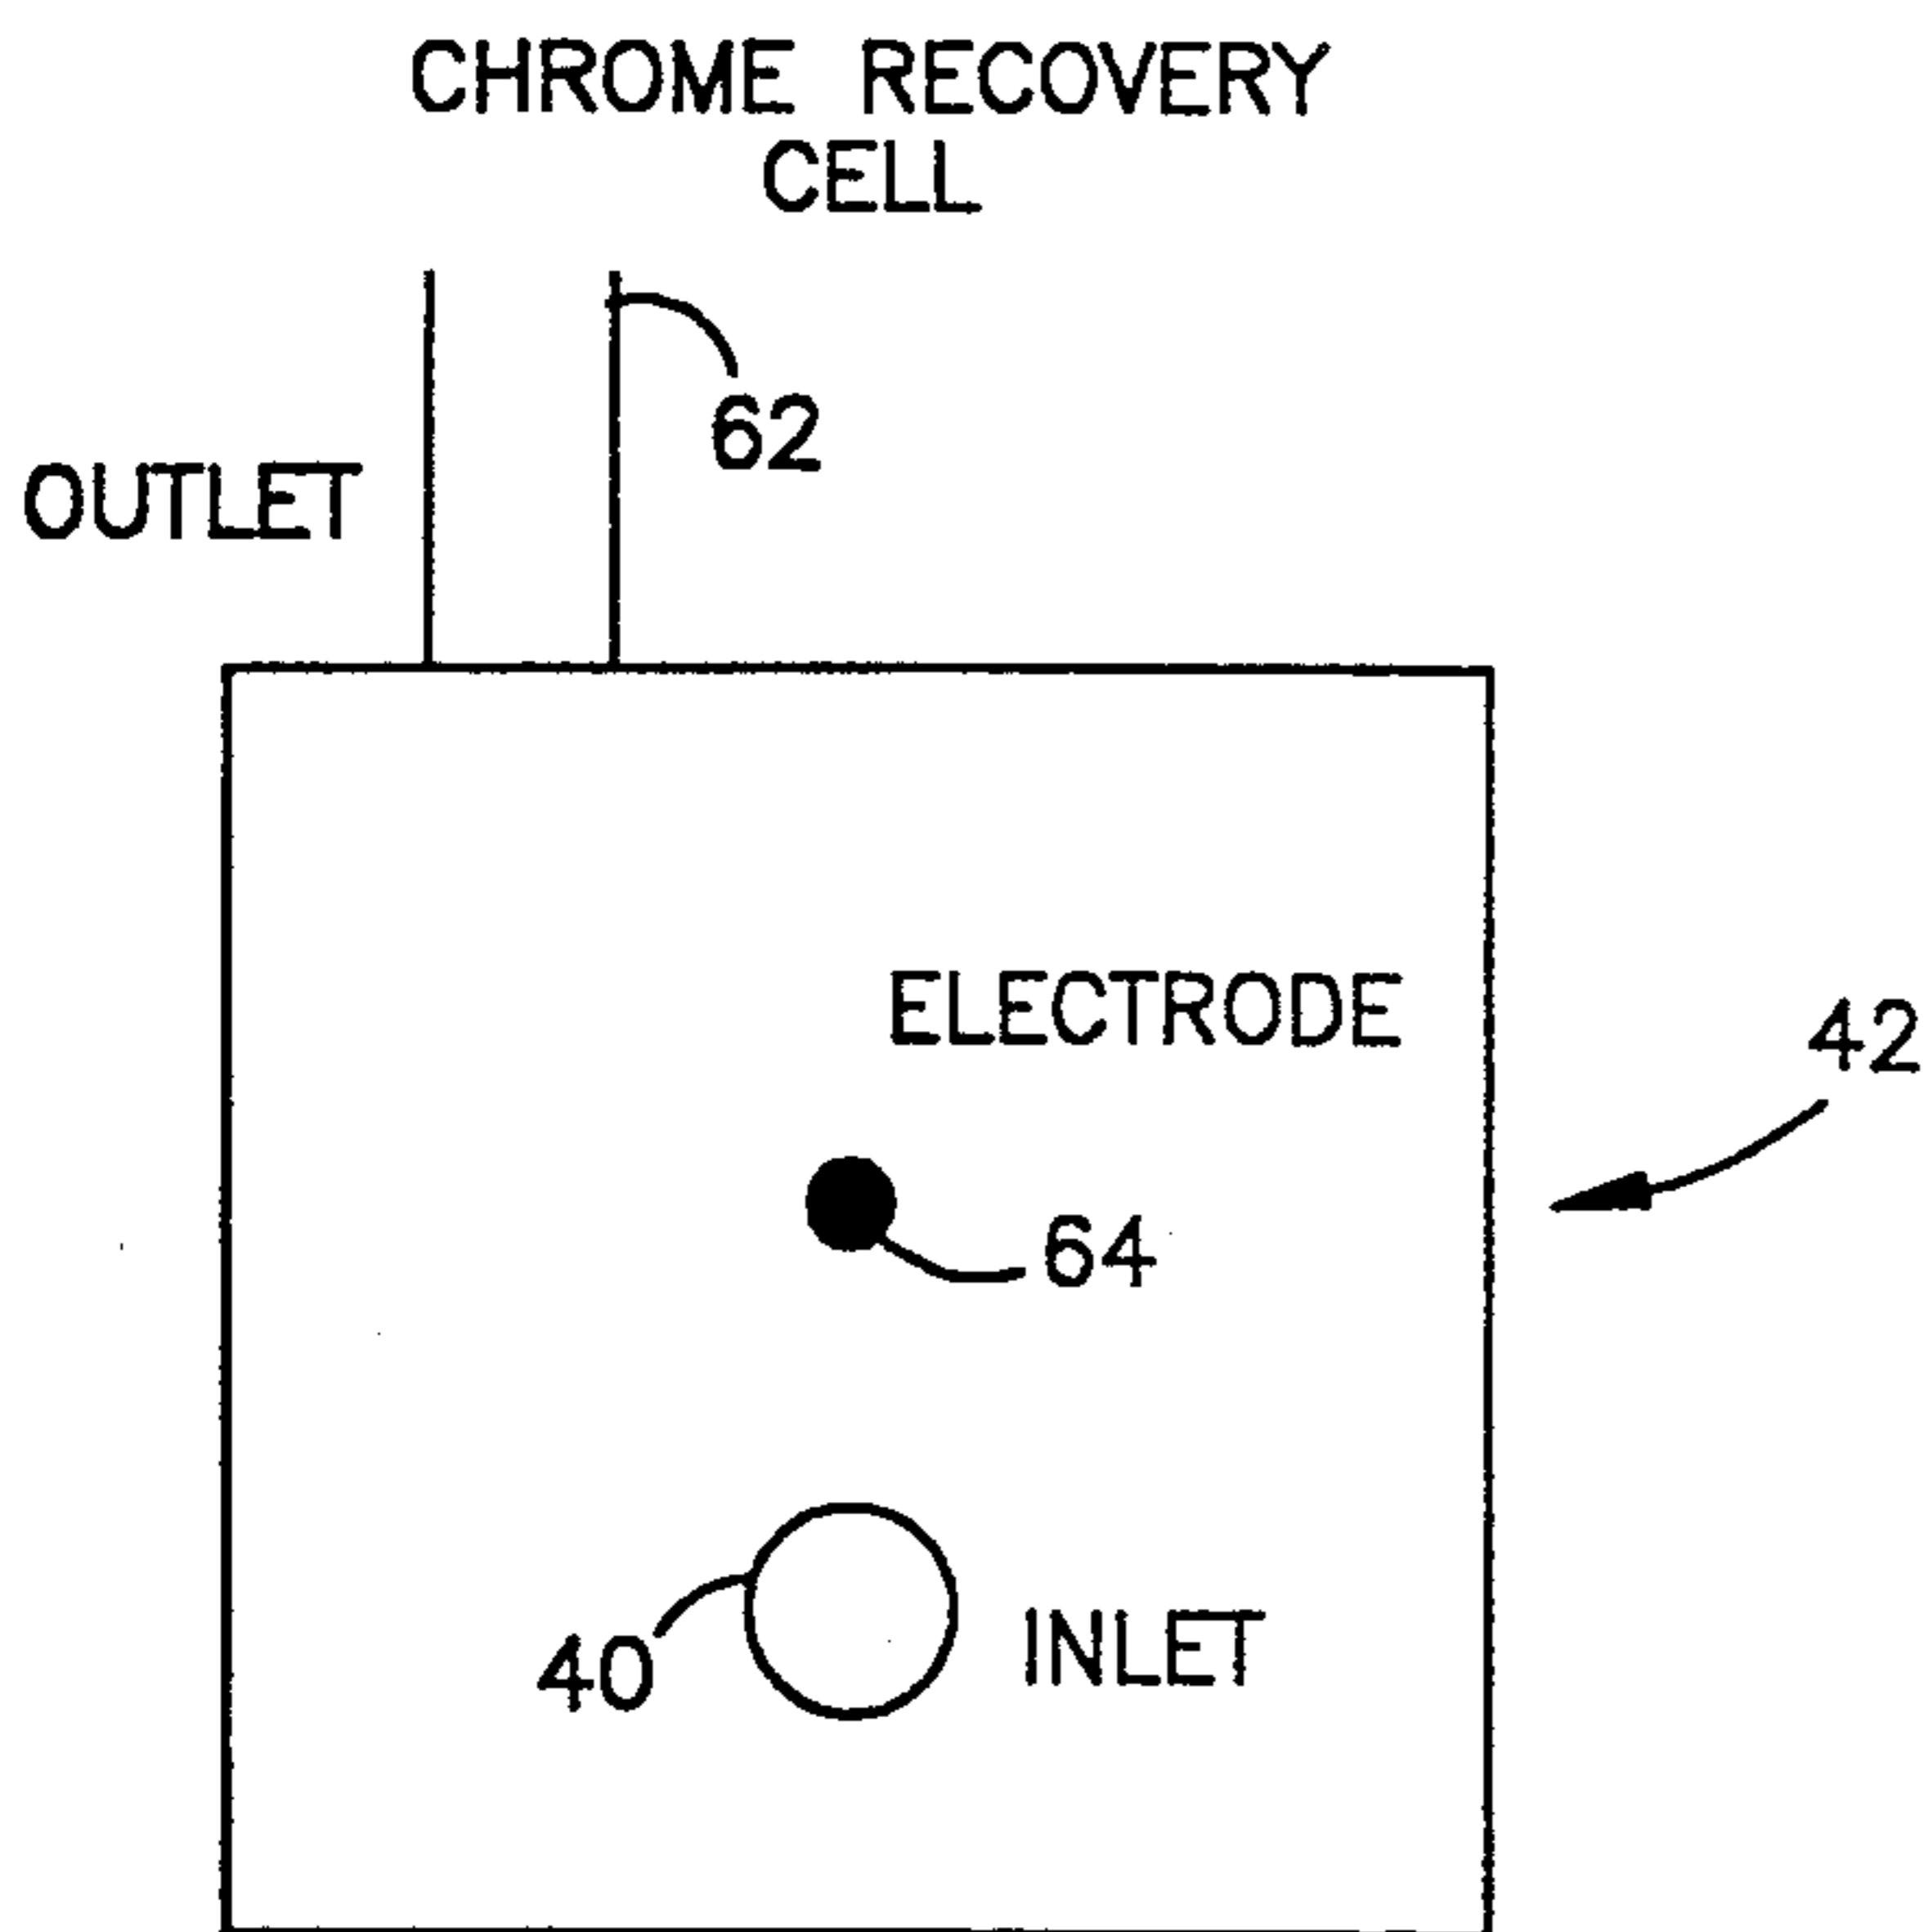 CHROME RECOVERY
CELL
62
OUTLET
ELECTRODE
42
64
40
INLET